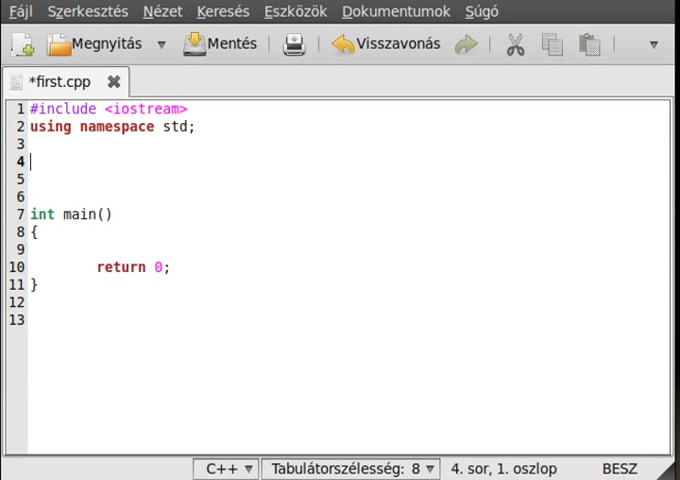 Fájl Szerkesztés Nézet Keresés Eszközök Dokumentumok Súgó
Megnyitás Mentés Visszavonás
*first.cpp
1 #include <iostream>
2 using namespace std;
3
4
5
6
7 int main()
8 {
9
10 return 0;
11 }
12
13
C++ Tabulátorszélesség: 8 4. sor, 1. oszlop BESZ